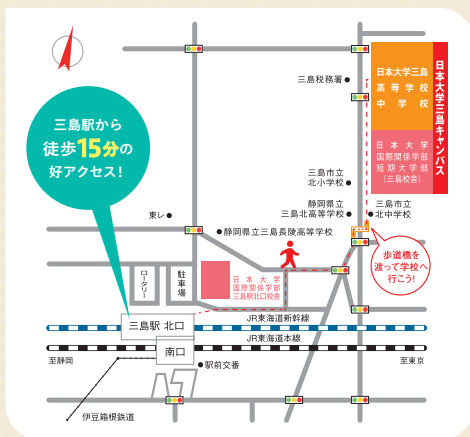 三島税務署
日本大学三島
高等学校
中学校
日本大学三島キャンパス
日本大学
国際関係学部
短期大学部
(三島校舎)
三島駅から
徒歩15分の
好アクセス!
三島市立
北小学校
静岡県立
三島北高等学校
三島市立
北中学校
東レ
静岡県立三島長陵高等学校
歩道橋を
渡って学校へ
行こう!
ロータリー
駐車場
日本大学
国際関係学部
三島駅北口校舎
三島駅 北口
JR東海道新幹線
JR東海道本線
南口
至静岡
至東京
駅前交番
伊豆箱根鉄道